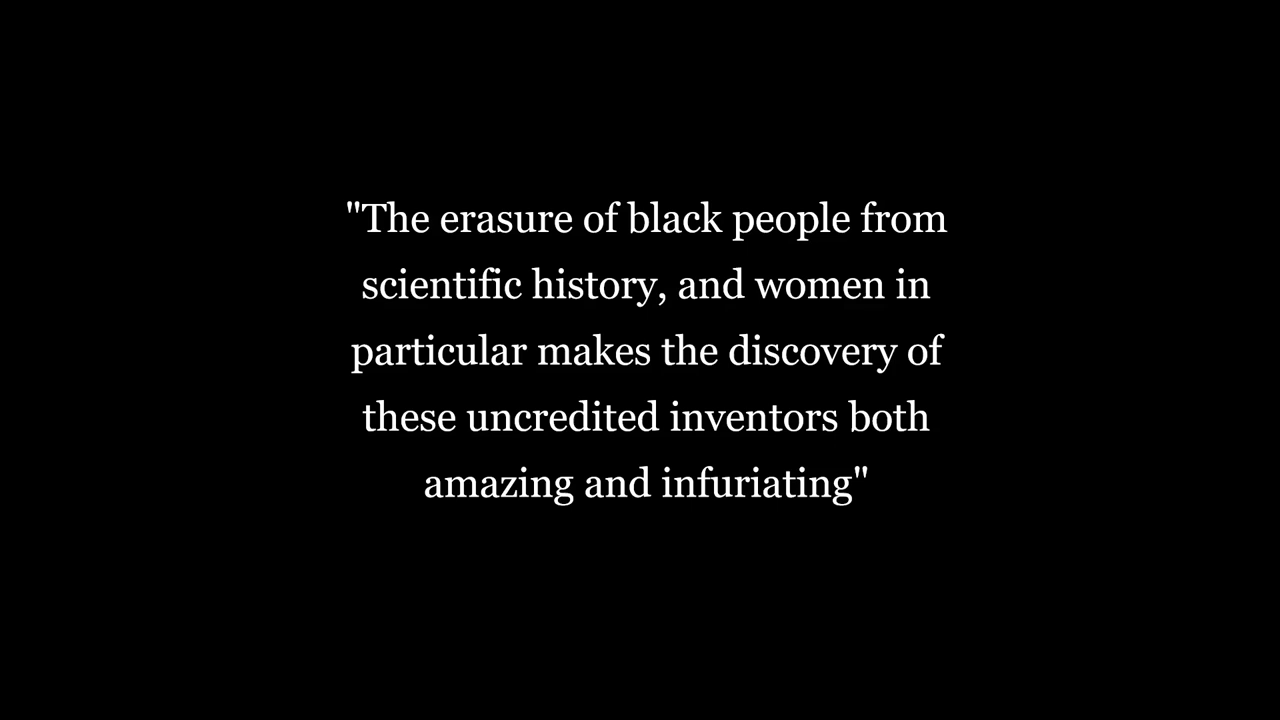 "The erasure of black people from
scientific history, and women in
particular makes the discovery of
these uncredited inventors both
amazing and infuriating"